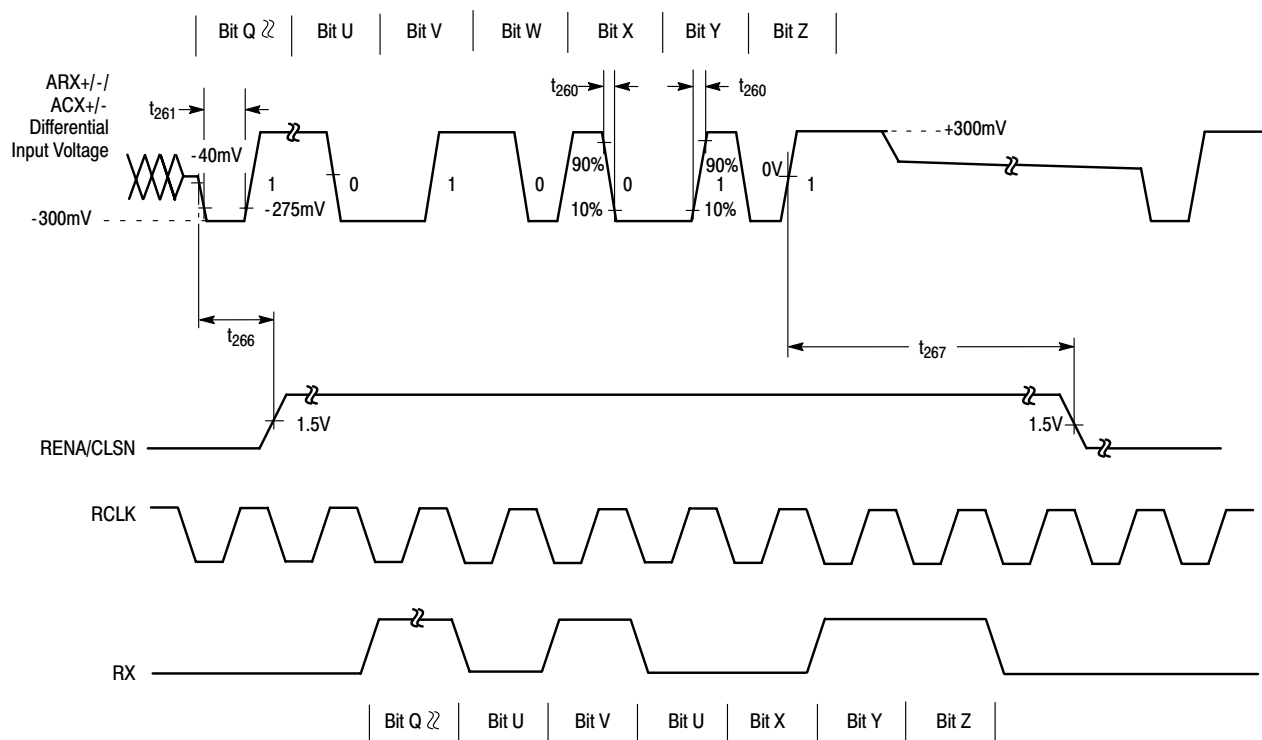 Bit Q Bit U Bit V Bit W Bit X Bit Y Bit Z
ARX+/-/
ACX+/-
Differential
Input Voltage
t261
t260
t260
+300mV
-40mV
90%
90%
0V
1 0 1 0 0 1 1
10%
10%
-275mV
-300mV
t266
t267
1.5V
1.5V
RENA/CLSN
RCLK
RX
Bit Q Bit U Bit V Bit U Bit X Bit Y Bit Z